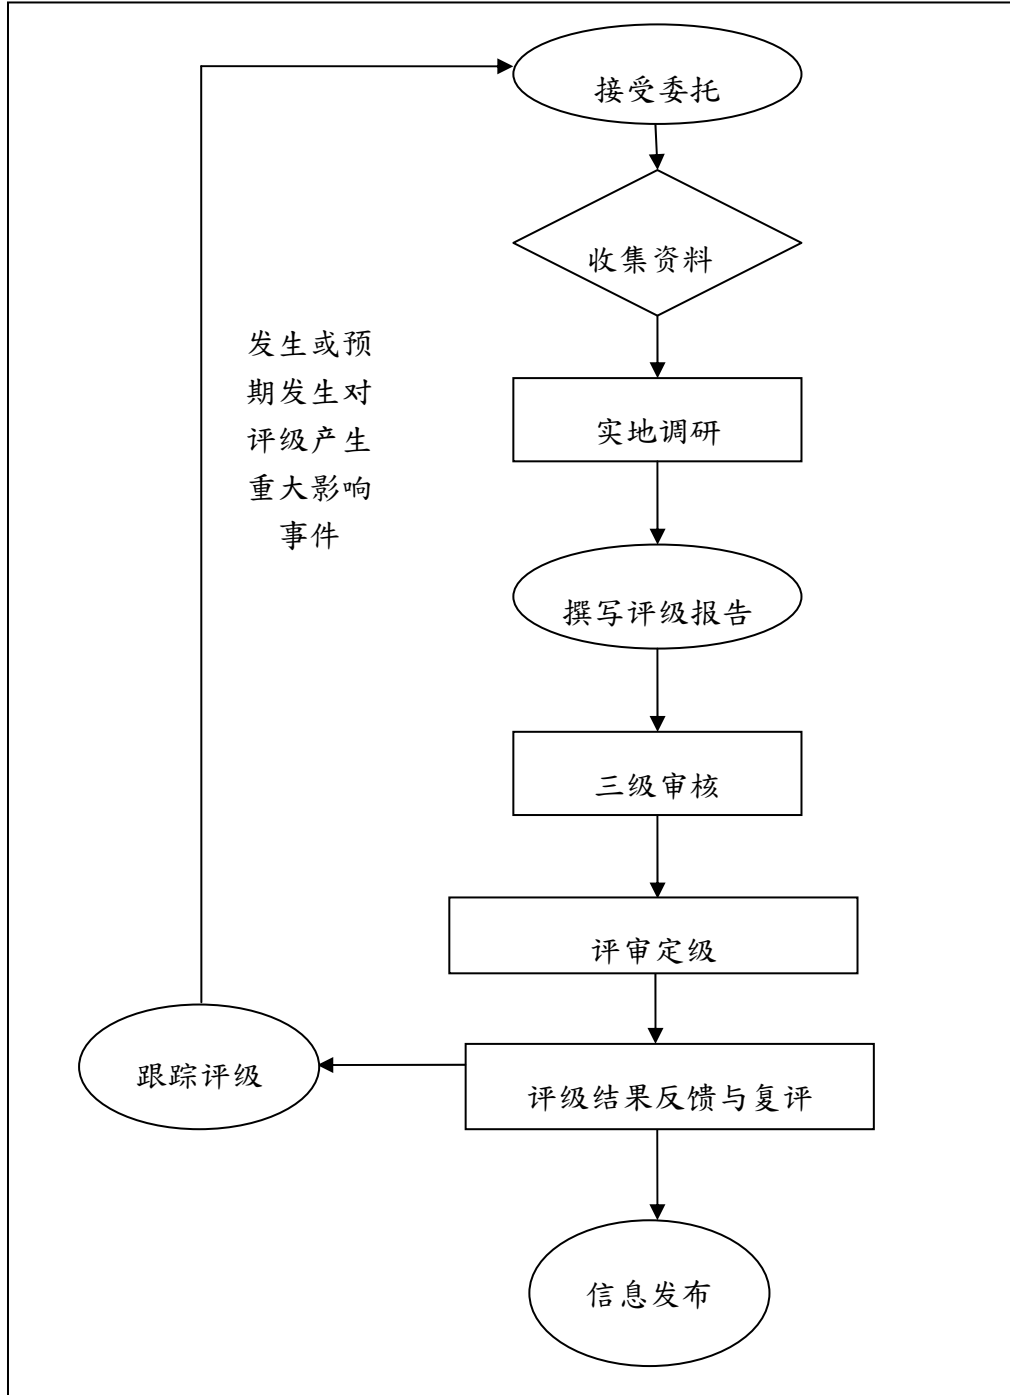 接受委托
收集资料
发生或预
期发生对
评级产生
重大影响
事件
实地调研
撰写评级报告
三级审核
评审定级
跟踪评级
评级结果反馈与复评
信息发布